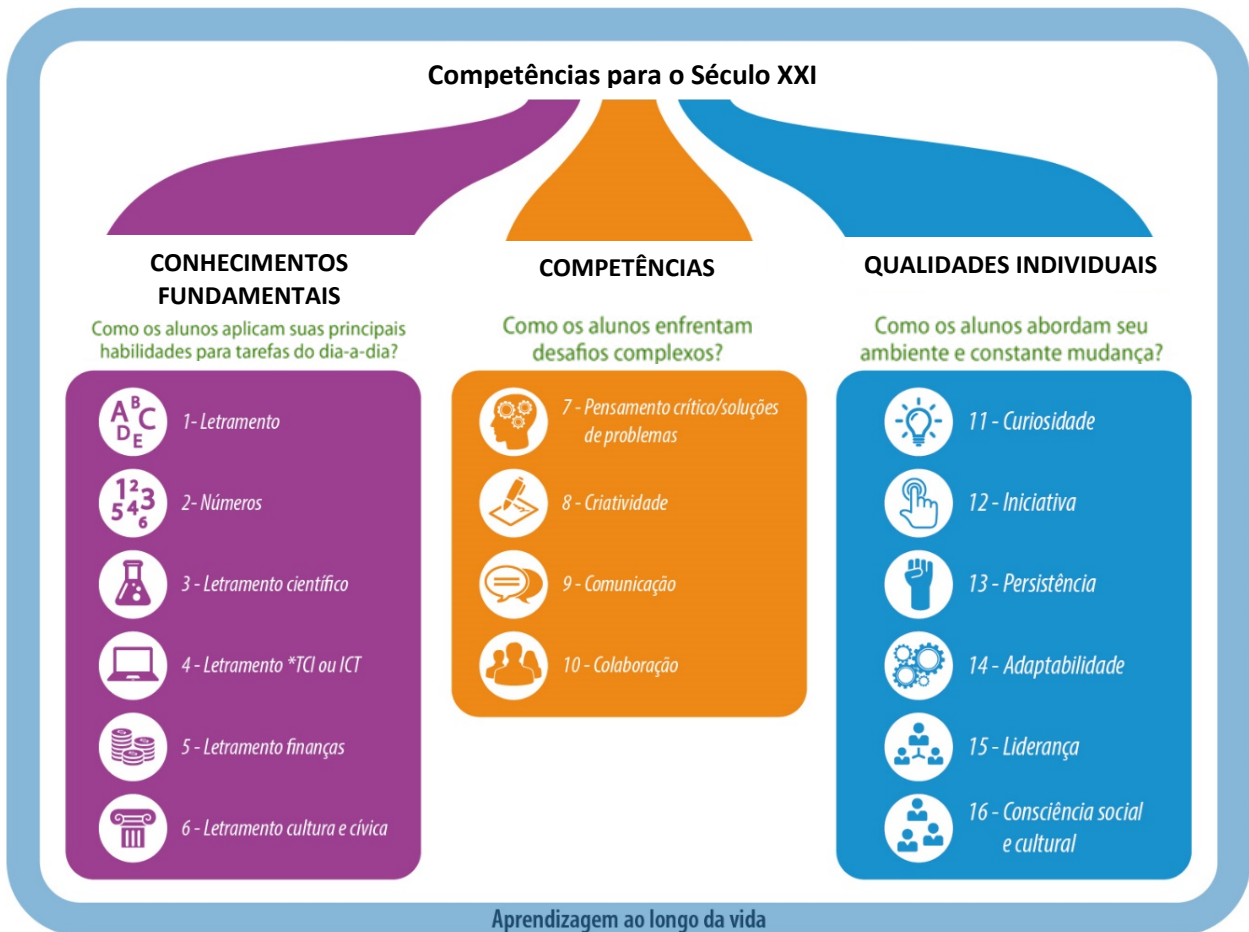 Competências para o Século XXI
CONHECIMENTOS
FUNDAMENTAIS
Como os alunos aplicam suas principais
habilidades para tarefas do dia-a-dia?
A B C
D E
1- Letramento
1 2 3
5 4 6
2- Números
3 - Letramento científico
4 - Letramento *TCI ou ICT
5 - Letramento finanças
6 - Letramento cultura e cívica
COMPETÊNCIAS
Como os alunos enfrentam
desafios complexos?
7 - Pensamento crítico/soluções
de problemas
8 - Criatividade
9 - Comunicação
10 - Colaboração
QUALIDADES INDIVIDUAIS
Como os alunos abordam seu
ambiente e constante mudança?
11 - Curiosidade
12 - Iniciativa
13 - Persistência
14 - Adaptabilidade
15 - Liderança
16 - Consciência social
e cultural
Aprendizagem ao longo da vida